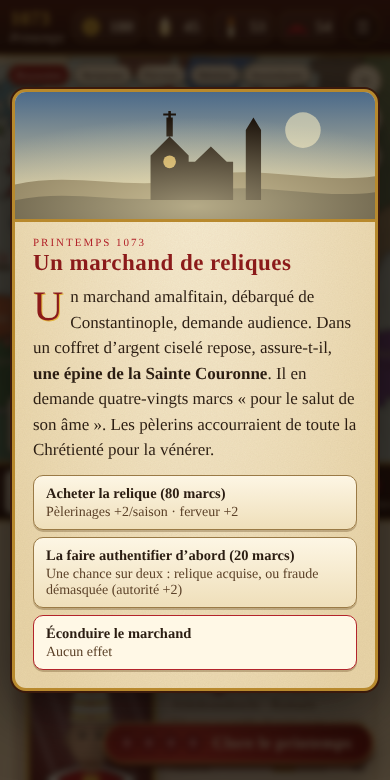 PRINTEMPS 1073
Un marchand de reliques
Un marchand amalfitain, débarqué de
Constantinople, demande audience. Dans
un coffret d’argent ciselé repose, assure-t-il,
une épine de la Sainte Couronne. Il en
demande quatre-vingts marcs « pour le salut de
son âme ». Les pèlerins accourraient de toute la
Chrétienté pour la vénérer.
Acheter la relique (80 marcs)
Pèlerinages +2/saison · ferveur +2
La faire authentifier d’abord (20 marcs)
Une chance sur deux : relique acquise, ou fraude
démasquée (autorité +2)
Éconduire le marchand
Aucun effet